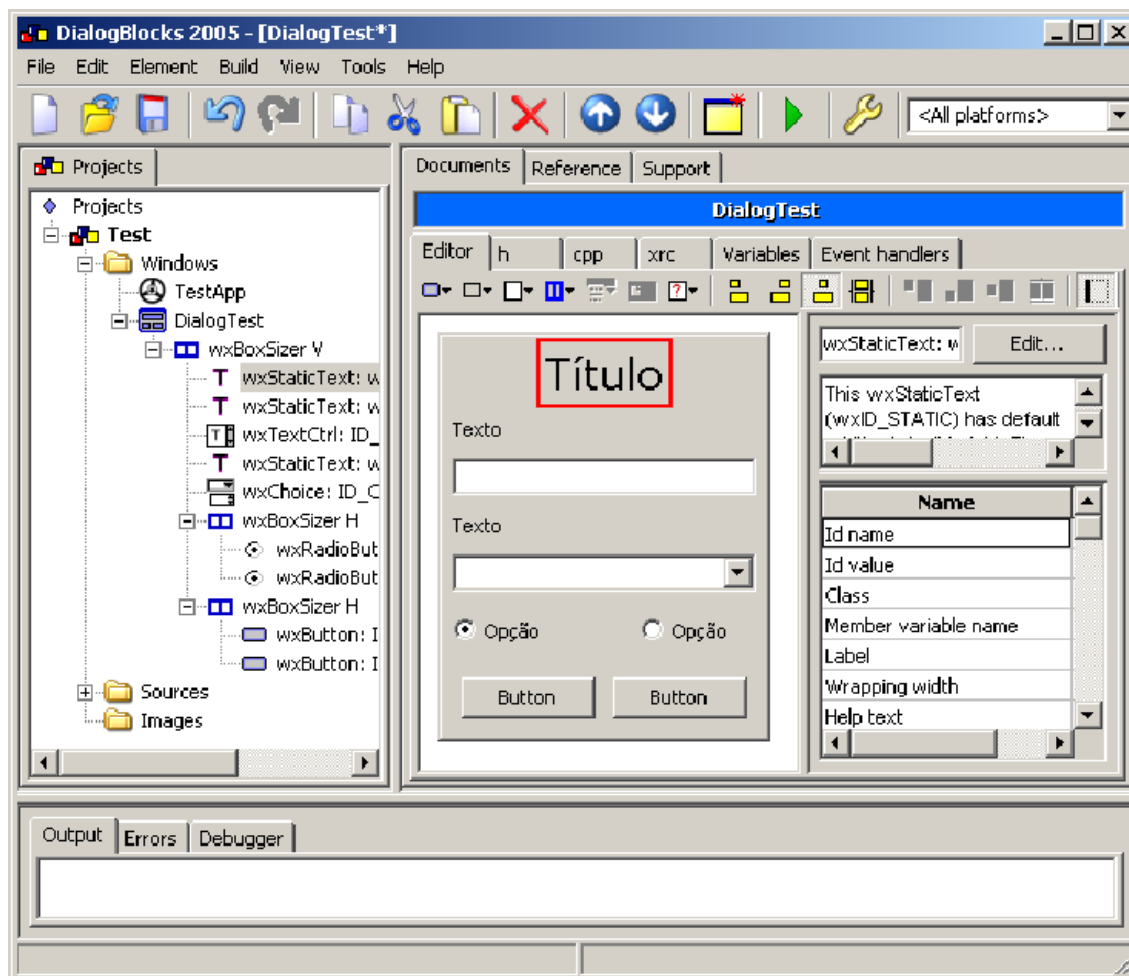 DialogBlocks 2005 - [DialogTest*]
File Edit Element Build View Tools Help
<All platforms>
Projects
Projects
Test
Windows
TestApp
DialogTest
wxBoxSizer V
wxStaticText: w
wxStaticText: w
wxTextCtrl: ID_
wxStaticText: w
wxChoice: ID_C
wxBoxSizer H
wxRadioBut
wxRadioBut
wxBoxSizer H
wxButton: I
wxButton: I
Sources
Images
Documents Reference Support
DialogTest
Editor h cpp xrc Variables Event handlers
Título
Texto
Texto
Opção Opção
Button Button
wxStaticText: w Edit...
This wxStaticText
(wxID_STATIC) has default
Name
Id name
Id value
Class
Member variable name
Label
Wrapping width
Help text
Output Errors Debugger